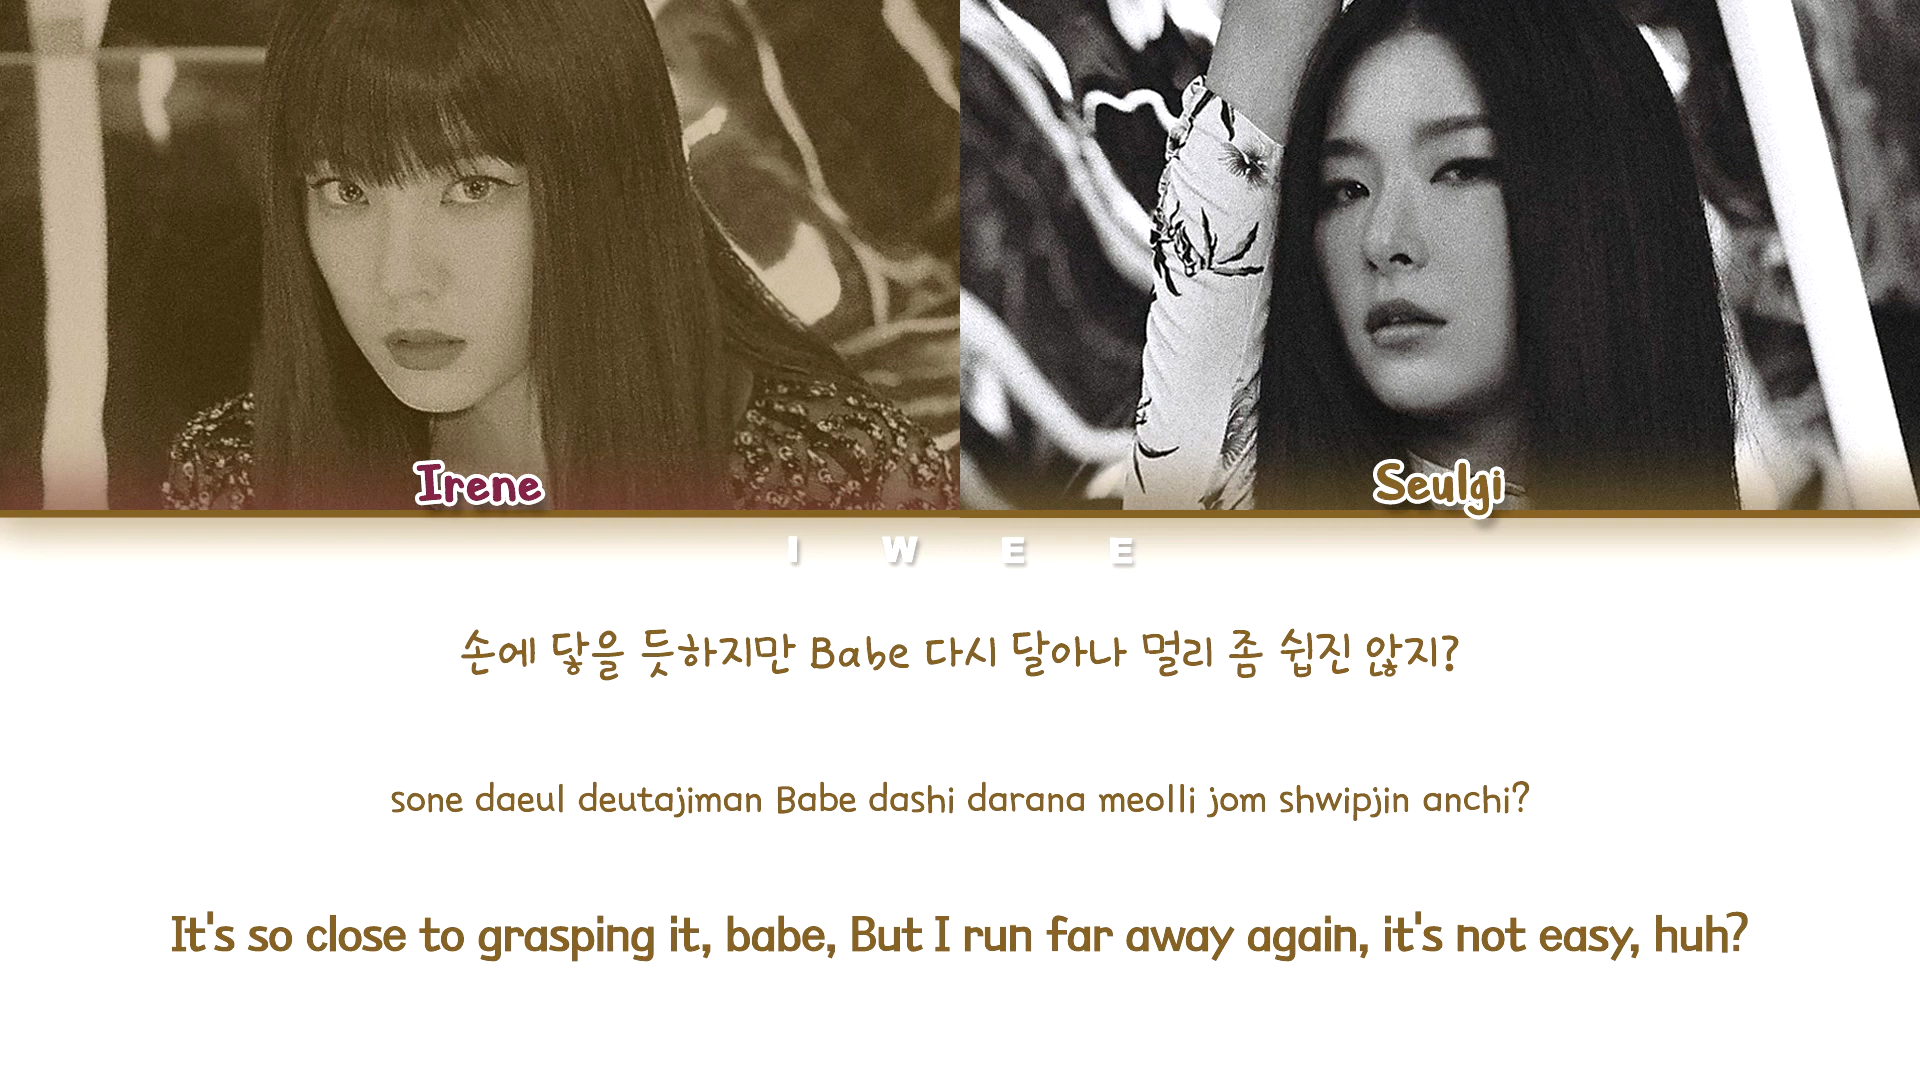 Irene
Seulgi
I W E E
손에 닿을 듯하지만 Babe 다시 달아나 멀리 좀 쉽진 않지?
sone daeul deutajiman Babe dashi darana meolli jom shwipjin anchi?
It's so close to grasping it, babe, But I run far away again, it's not easy, huh?